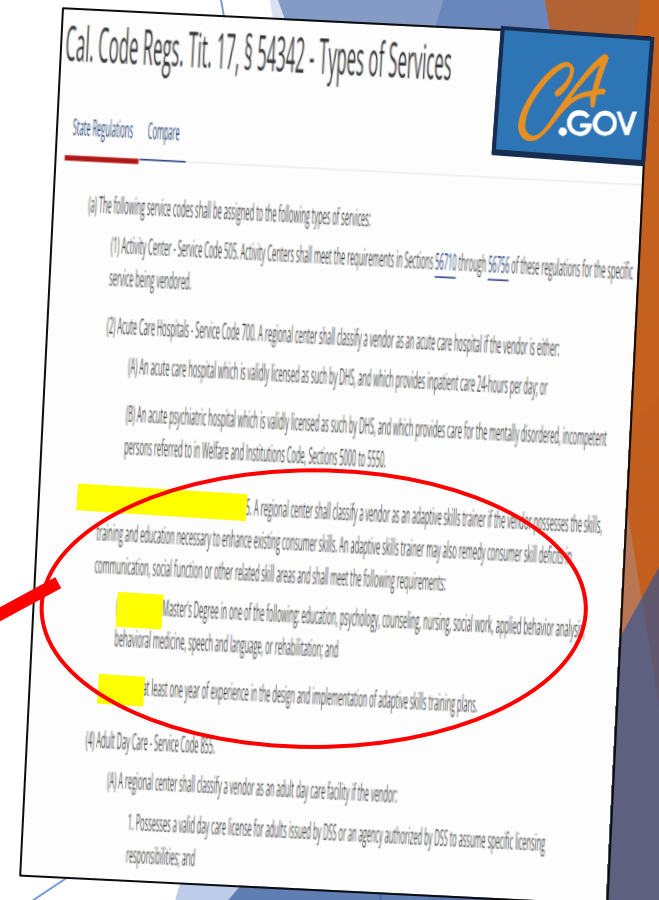 Cal. Code Regs. Tit. 17, § 54342 - Types of Services
CA
.GOV
State Regulations Compare
(a) The following service codes shall be assigned to the following types of services:
(1) Activity Center - Service Code 505. Activity Centers shall meet the requirements in Sections 56710 through 56756 of these regulations for the specific
service being vendored.
(2) Acute Care Hospitals - Service Code 700. A regional center shall classify a vendor as an acute care hospital if the vendor is either:
(A) An acute care hospital which is validly licensed as such by DHS, and which provides inpatient care 24-hours per day; or
(B) An acute psychiatric hospital which is validly licensed as such by DHS, and which provides care for the mentally disordered, incompetent
persons referred to in Welfare and Institutions Code, Sections 5000 to 5550.
5. A regional center shall classify a vendor as an adaptive skills trainer if the vendor possesses the skills,
training and education necessary to enhance existing consumer skills. An adaptive skills trainer may also remedy consumer skill deficits in
communication, social function or other related skill areas and shall meet the following requirements:
Master's Degree in one of the following: education, psychology, counseling, nursing, social work, applied behavior analysis,
behavioral medicine, speech and language, or rehabilitation; and
at least one year of experience in the design and implementation of adaptive skills training plans.
(4) Adult Day Care - Service Code 855.
(A) A regional center shall classify a vendor as an adult day care facility if the vendor:
1. Possesses a valid day care license for adults issued by DSS or an agency authorized by DSS to assume specific licensing
responsibilities; and